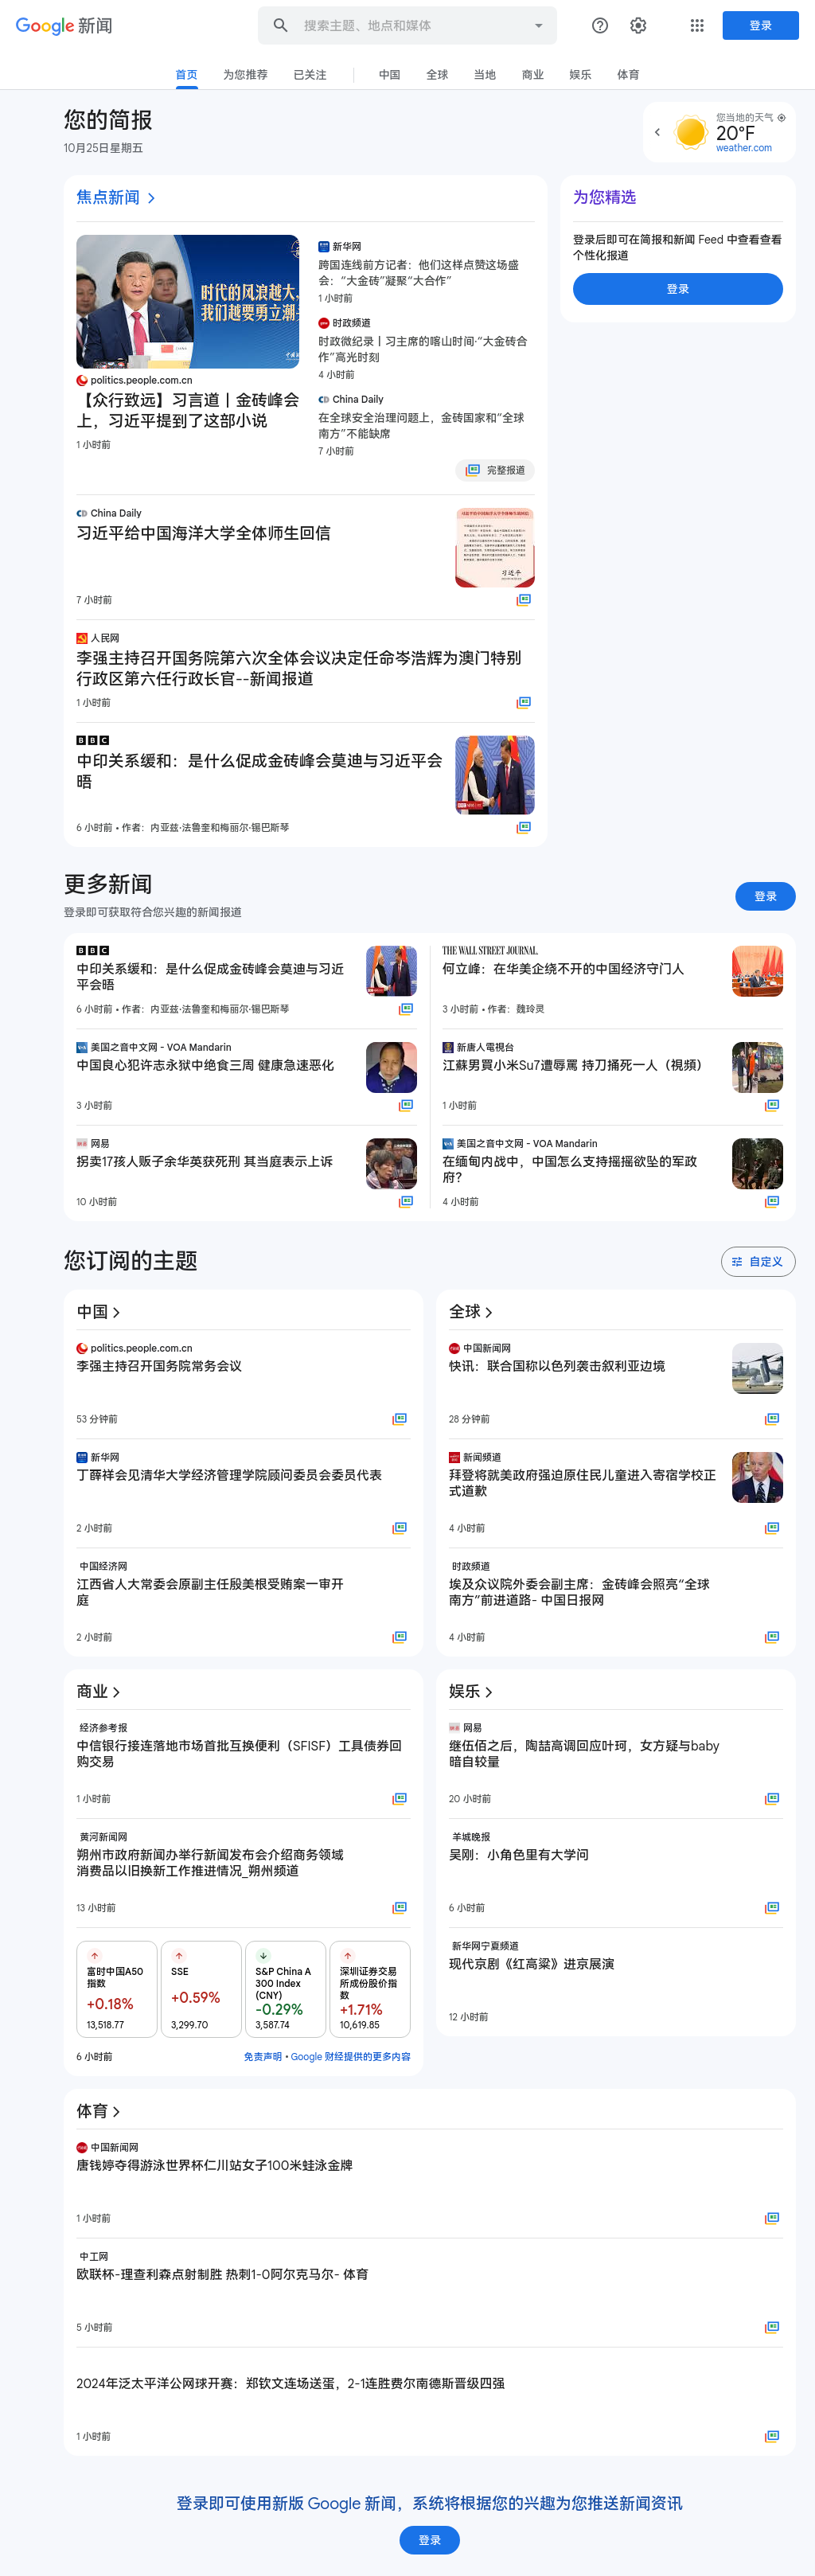 Google 新闻
搜索主题、地点和媒体
登录
首页
为您推荐
已关注
中国
全球
当地
商业
娱乐
体育
您的简报
10月25日星期五
您当地的天气
20°F
weather.com
焦点新闻
时代的风浪越大，
我们越要勇立潮头
politics.people.com.cn
【众行致远】习言道丨金砖峰会
上，习近平提到了这部小说
1 小时前
新华网
跨国连线前方记者：他们这样点赞这场盛
会：“大金砖”凝聚“大合作”
1 小时前
时政频道
时政微纪录丨习主席的喀山时间·“大金砖合
作”高光时刻
4 小时前
China Daily
在全球安全治理问题上，金砖国家和“全球
南方”不能缺席
7 小时前
完整报道
China Daily
习近平给中国海洋大学全体师生回信
习近平
7 小时前
人民网
李强主持召开国务院第六次全体会议决定任命岑浩辉为澳门特别
行政区第六任行政长官--新闻报道
1 小时前
BBC
中印关系缓和：是什么促成金砖峰会莫迪与习近平会
晤
6 小时前 • 作者：内亚兹·法鲁奎和梅丽尔·锡巴斯琴
为您精选
登录后即可在简报和新闻 Feed 中查看查看
个性化报道
登录
更多新闻
登录即可获取符合您兴趣的新闻报道
登录
BBC
中印关系缓和：是什么促成金砖峰会莫迪与习近
平会晤
6 小时前 • 作者：内亚兹·法鲁奎和梅丽尔·锡巴斯琴
美国之音中文网 - VOA Mandarin
中国良心犯许志永狱中绝食三周 健康急速恶化
3 小时前
网易
拐卖17孩人贩子余华英获死刑 其当庭表示上诉
10 小时前
THE WALL STREET JOURNAL.
何立峰：在华美企绕不开的中国经济守门人
3 小时前 • 作者：魏玲灵
新唐人電視台
江蘇男買小米Su7遭辱罵 持刀捅死一人（視頻）
1 小时前
美国之音中文网 - VOA Mandarin
在缅甸内战中，中国怎么支持摇摇欲坠的军政
府?
4 小时前
您订阅的主题
自定义
中国
politics.people.com.cn
李强主持召开国务院常务会议
53 分钟前
新华网
丁薛祥会见清华大学经济管理学院顾问委员会委员代表
2 小时前
中国经济网
江西省人大常委会原副主任殷美根受贿案一审开
庭
2 小时前
全球
中国新闻网
快讯：联合国称以色列袭击叙利亚边境
28 分钟前
新闻频道
拜登将就美政府强迫原住民儿童进入寄宿学校正
式道歉
4 小时前
时政频道
埃及众议院外委会副主席：金砖峰会照亮“全球
南方”前进道路- 中国日报网
4 小时前
商业
经济参考报
中信银行接连落地市场首批互换便利（SFISF）工具债券回
购交易
1 小时前
黄河新闻网
朔州市政府新闻办举行新闻发布会介绍商务领域
消费品以旧换新工作推进情况_朔州频道
13 小时前
富时中国A50
指数
+0.18%
13,518.77
SSE
+0.59%
3,299.70
S&P China A
300 Index
(CNY)
-0.29%
3,587.74
深圳证券交易
所成份股价指
数
+1.71%
10,619.85
6 小时前
免责声明 • Google 财经提供的更多内容
娱乐
网易
继伍佰之后，陶喆高调回应叶珂，女方疑与baby
暗自较量
20 小时前
羊城晚报
吴刚：小角色里有大学问
6 小时前
新华网宁夏频道
现代京剧《红高粱》进京展演
12 小时前
体育
中国新闻网
唐钱婷夺得游泳世界杯仁川站女子100米蛙泳金牌
1 小时前
中工网
欧联杯-理查利森点射制胜 热刺1-0阿尔克马尔- 体育
5 小时前
2024年泛太平洋公网球开赛：郑钦文连场送蛋，2-1连胜费尔南德斯晋级四强
1 小时前
登录即可使用新版 Google 新闻，系统将根据您的兴趣为您推送新闻资讯
登录